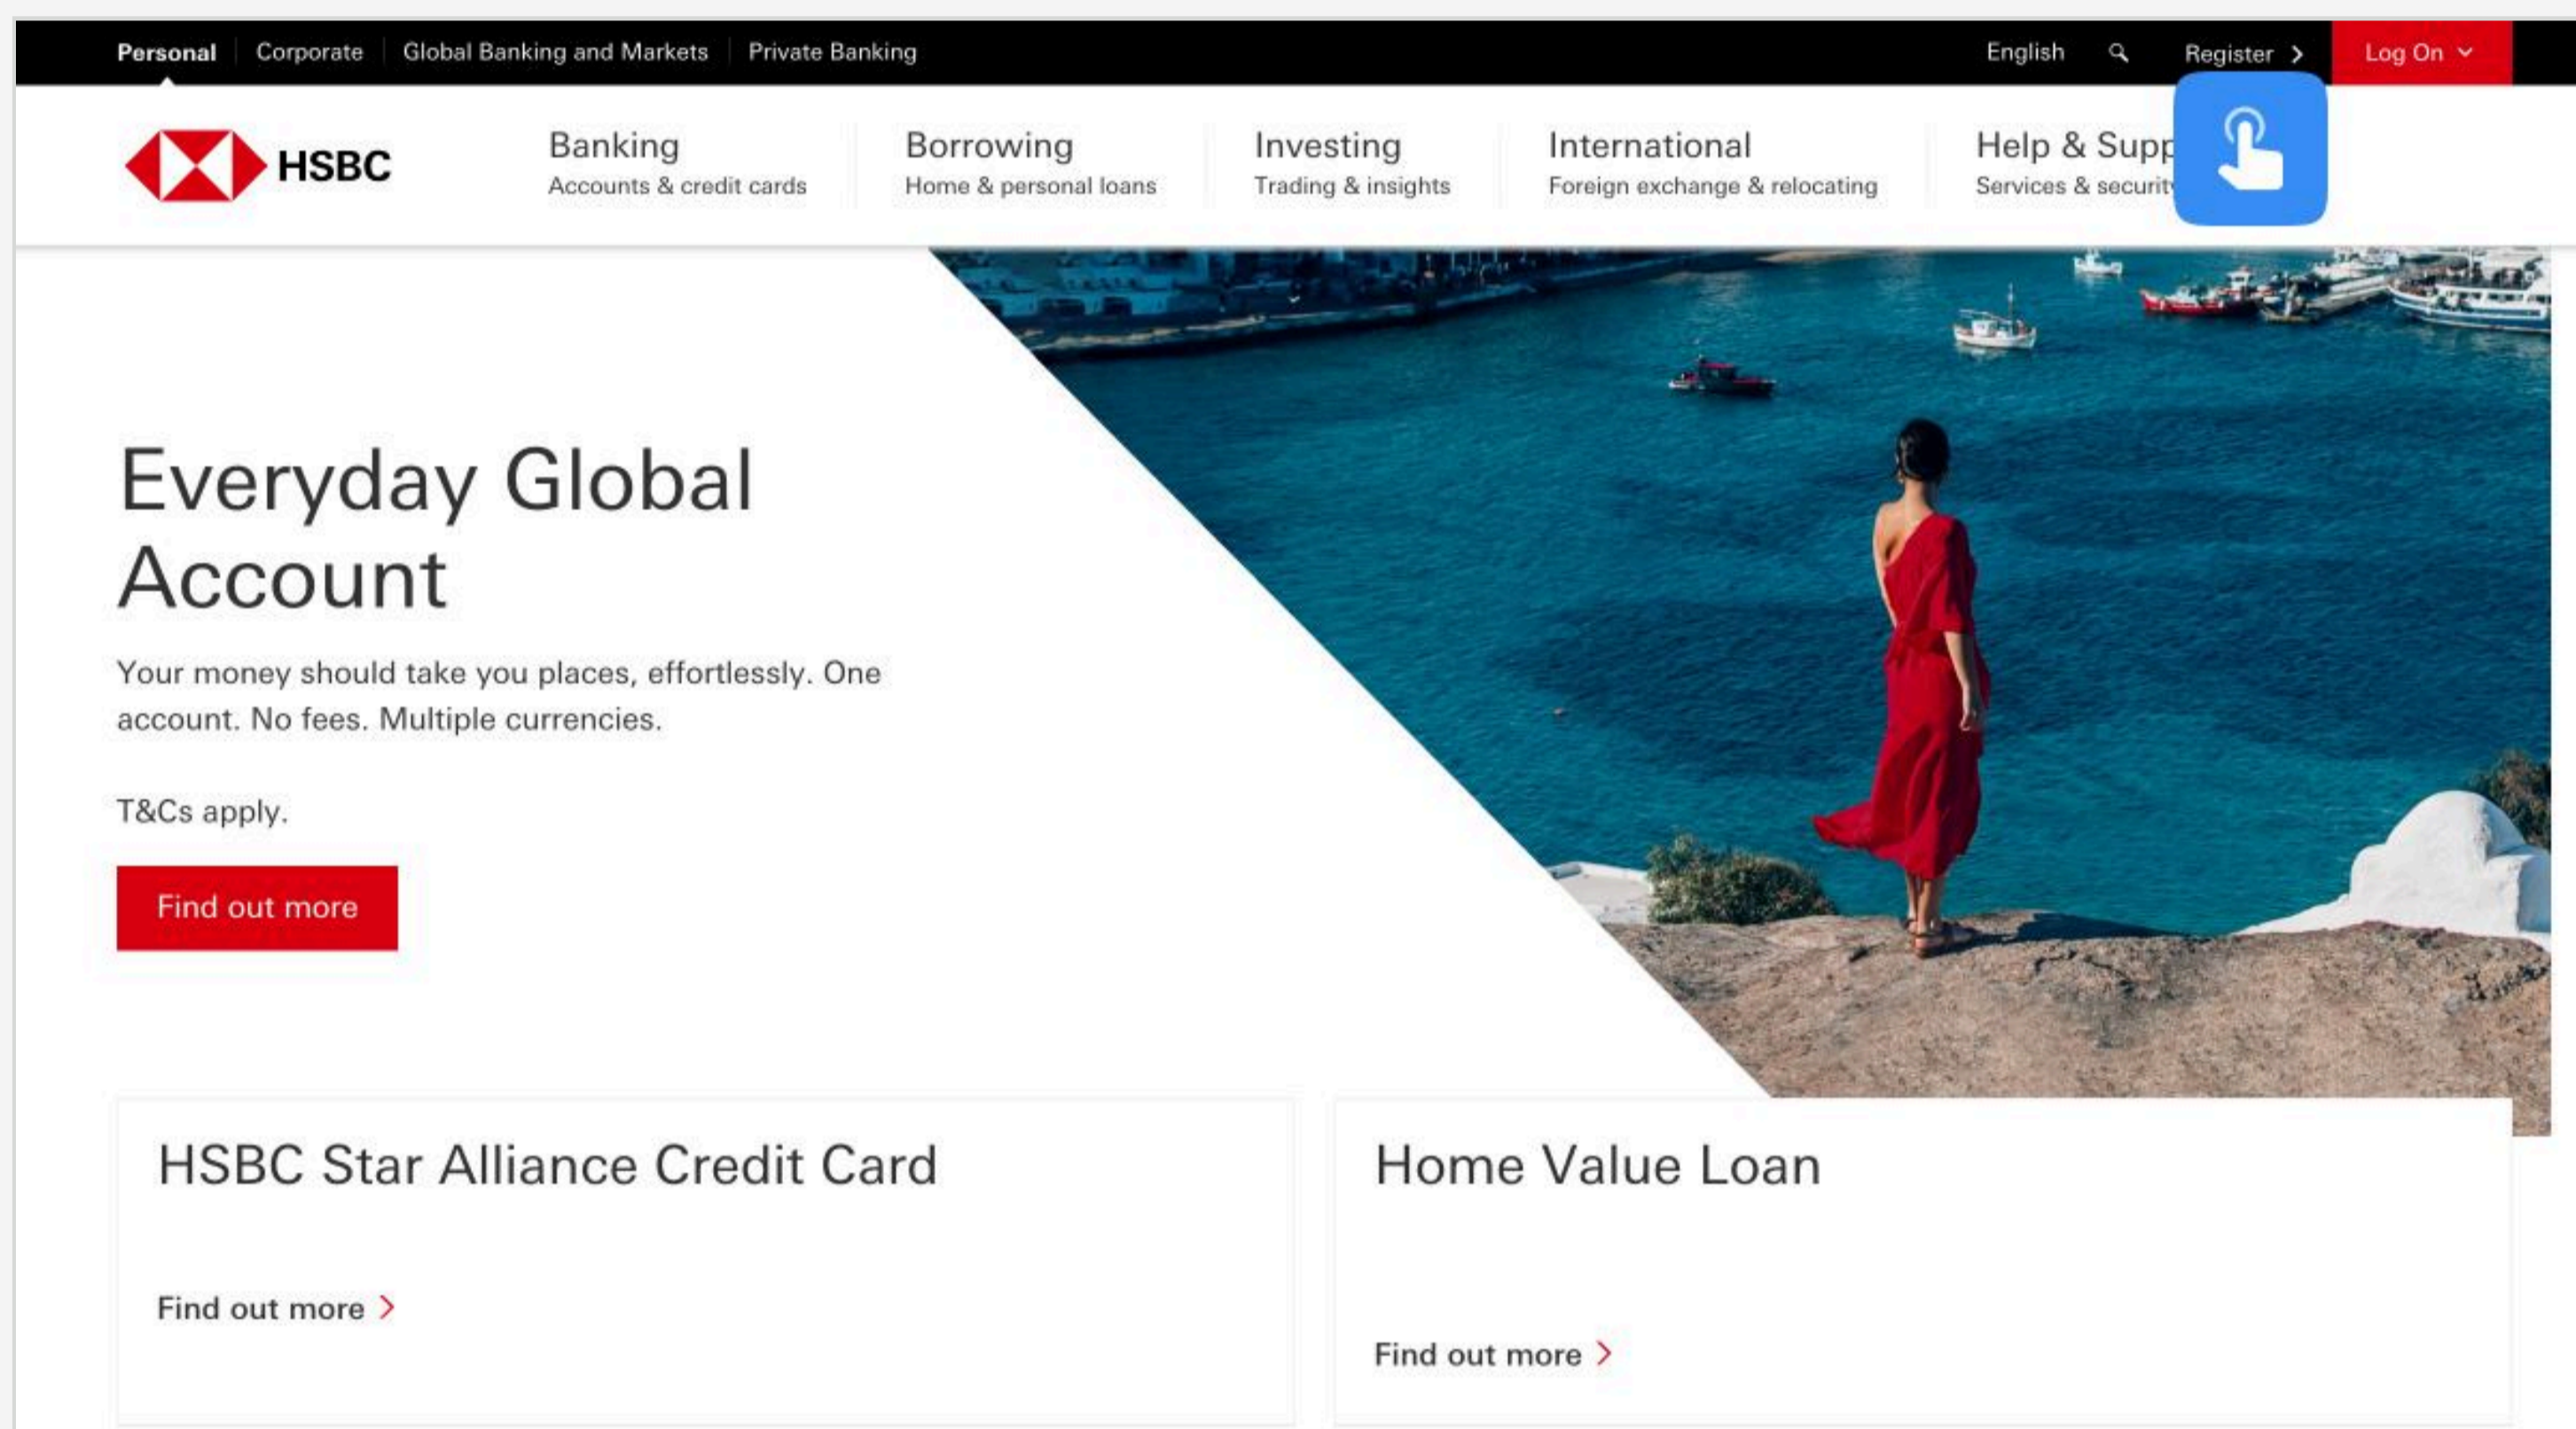 Personal Corporate Global Banking and Markets Private Banking English Register Log On
HSBC
Banking
Accounts & credit cards
Borrowing
Home & personal loans
Investing
Trading & insights
International
Foreign exchange & relocating
Help &
Services &
Everyday Global
Account
Your money should take you places, effortlessly. One
account. No fees. Multiple currencies.
T&Cs apply.
Find out more
HSBC Star Alliance Credit Card
Find out more
Home Value Loan
Find out more